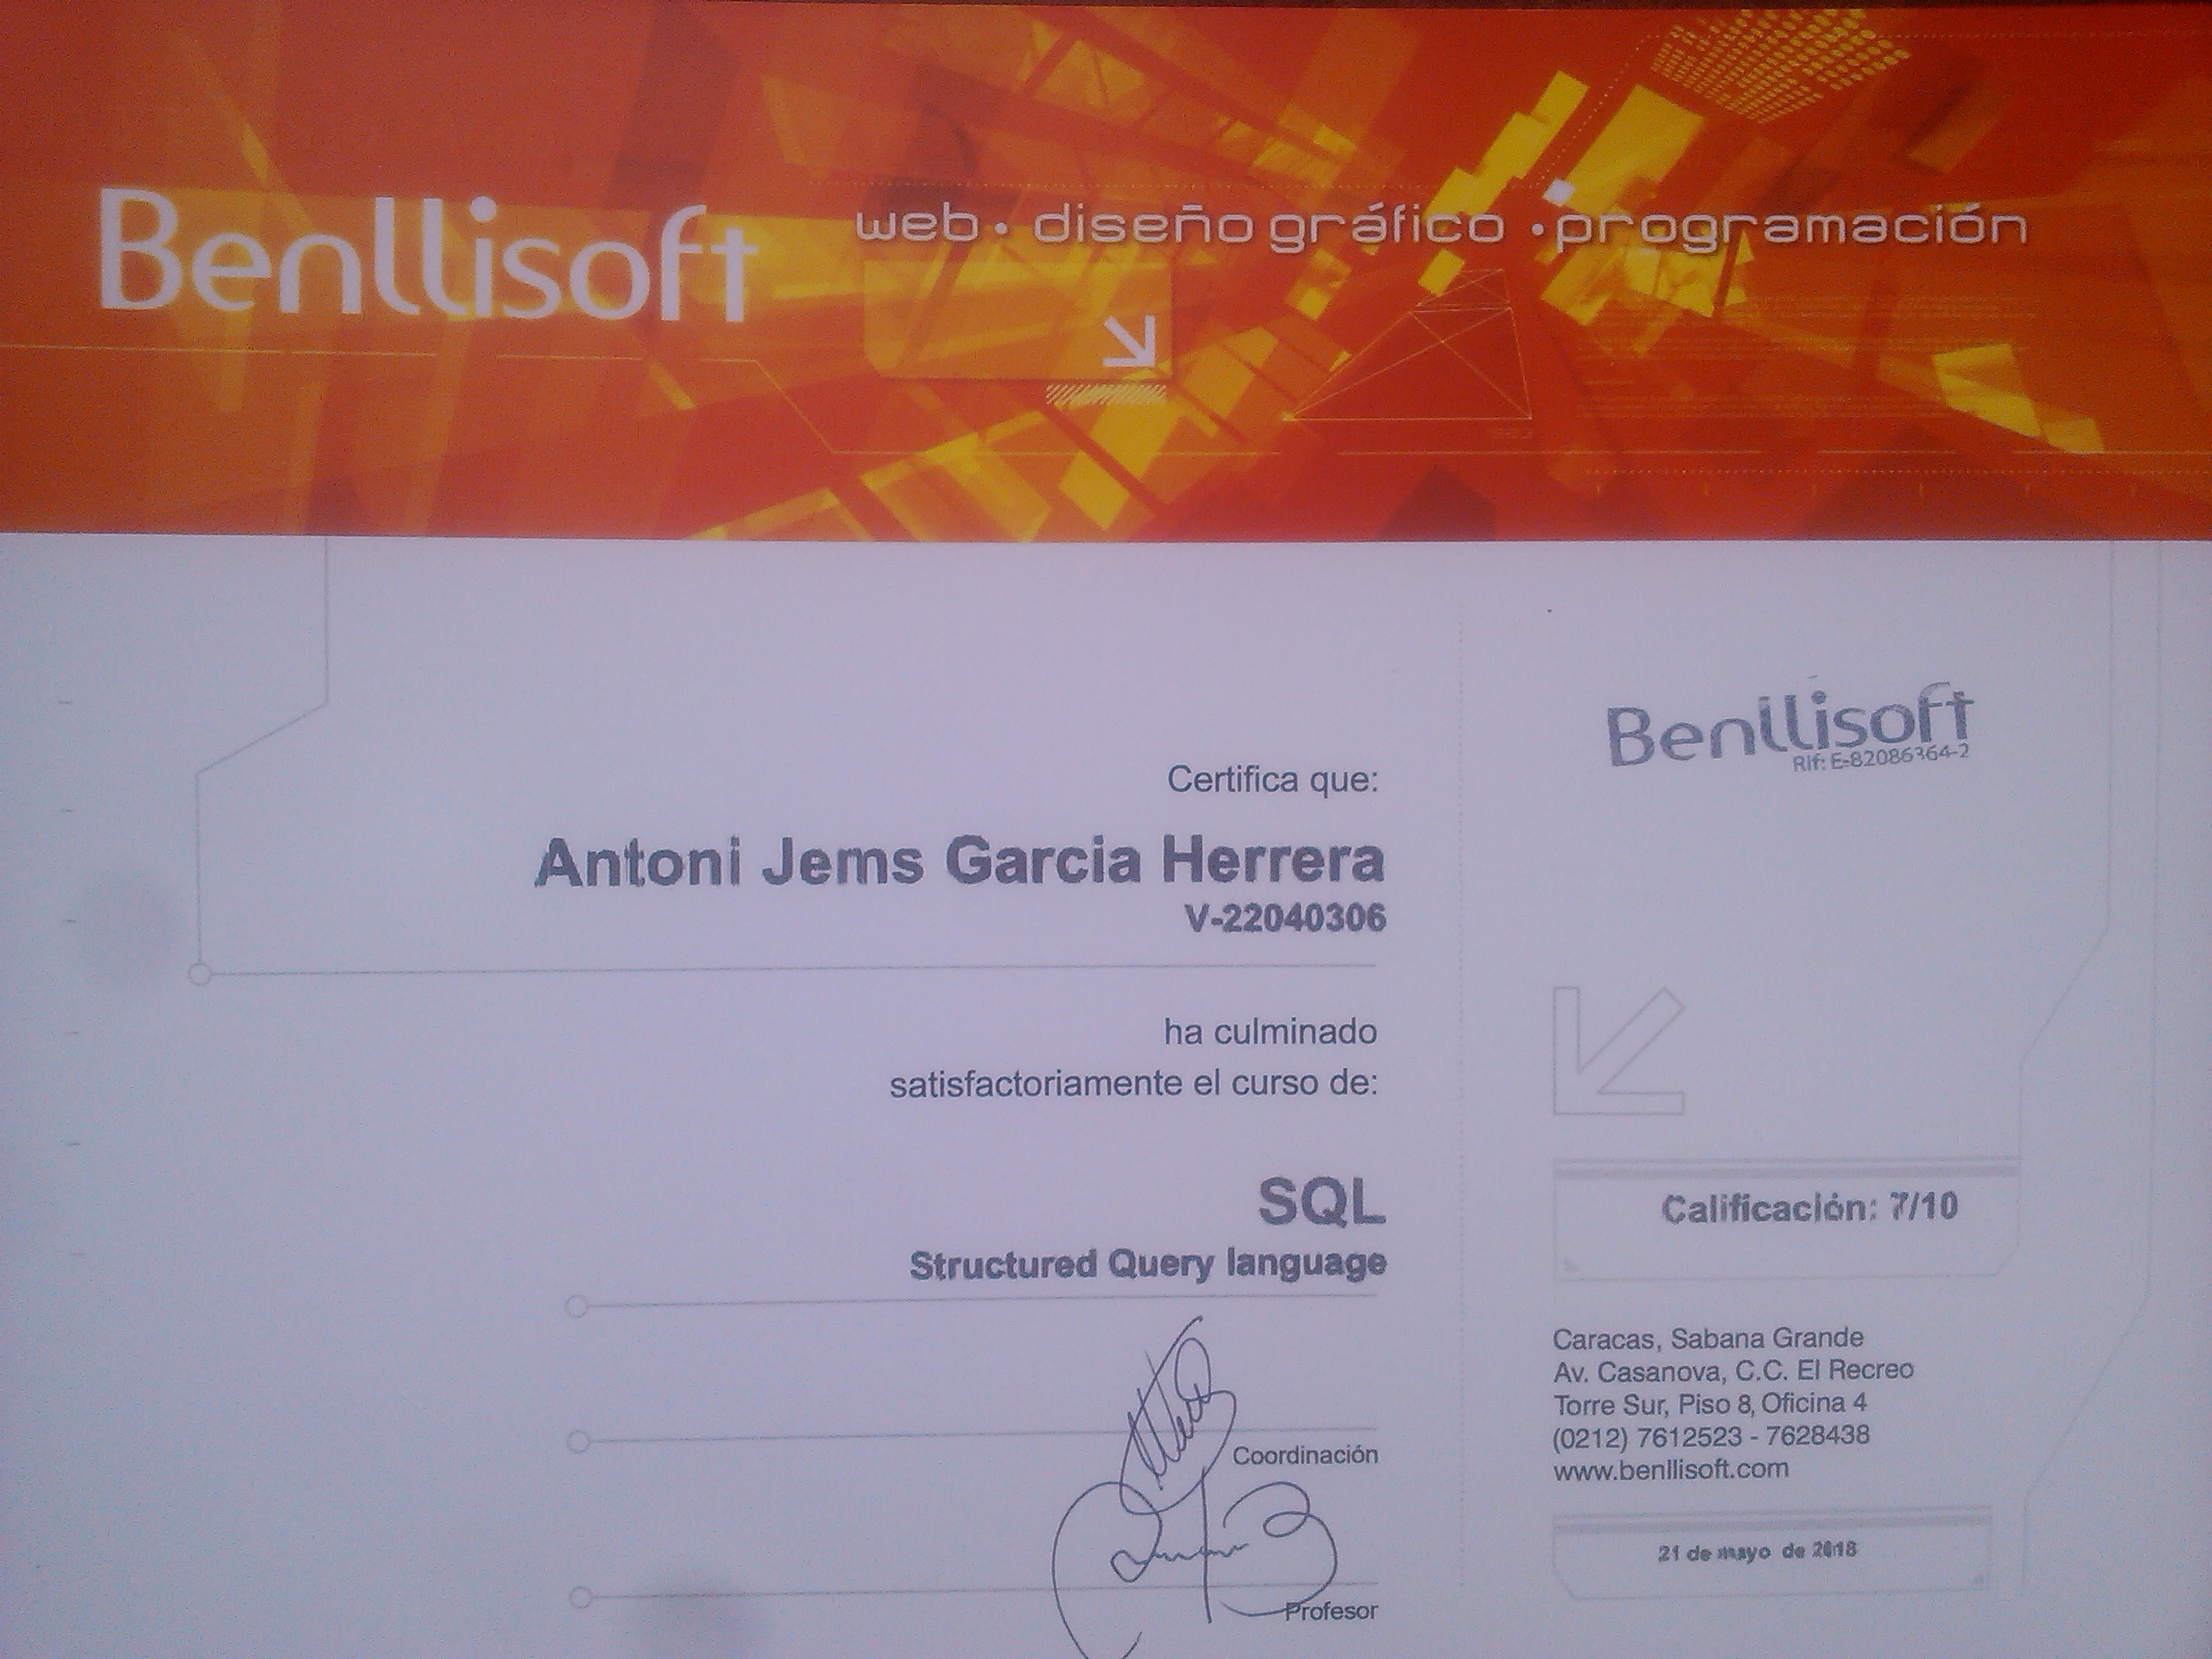 Benllisoft
web • diseño gráfico • programación
Certifica que:
Antoni Jems Garcia Herrera
V-22040306
ha culminado
satisfactoriamente el curso de:
SQL
Structured Query language
Coordinación
Profesor
Benllisoft
Rif: E-82086364-2
Calificación: 7/10
Caracas, Sabana Grande
Av. Casanova, C.C. El Recreo
Torre Sur, Piso 8, Oficina 4
(0212) 7612523 - 7628438
www.benllisoft.com
21 de mayo de 2018